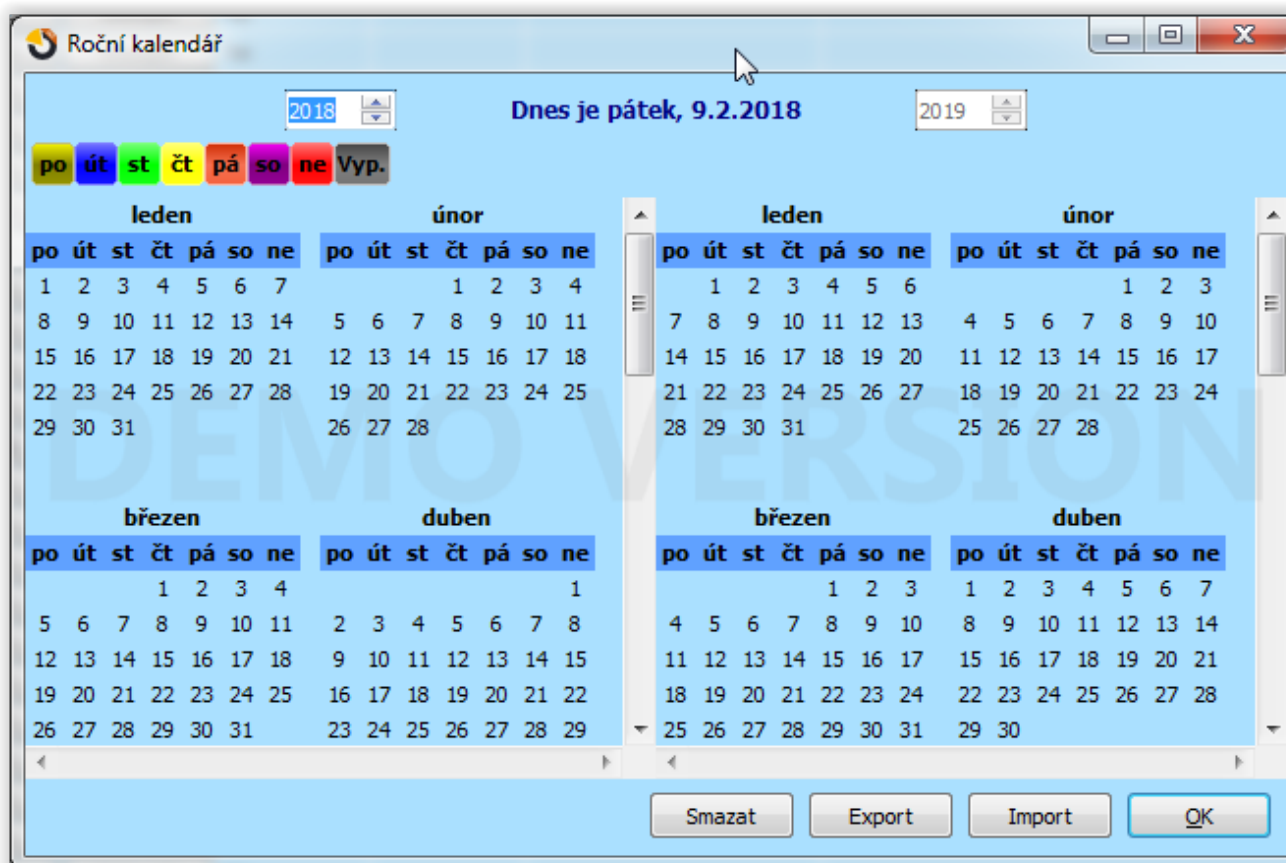 Roční kalendář
2018 Dnes je pátek, 9.2.2018 2019
po út st čt pá so ne Vyp.
leden únor
po út st čt pá so ne po út st čt pá so ne
1 2 3 4 5 6 7 1 2 3 4
8 9 10 11 12 13 14 5 6 7 8 9 10 11
15 16 17 18 19 20 21 12 13 14 15 16 17 18
22 23 24 25 26 27 28 19 20 21 22 23 24 25
29 30 31 26 27 28
březen duben
po út st čt pá so ne po út st čt pá so ne
1 2 3 4 1
5 6 7 8 9 10 11 2 3 4 5 6 7 8
12 13 14 15 16 17 18 9 10 11 12 13 14 15
19 20 21 22 23 24 25 16 17 18 19 20 21 22
26 27 28 29 30 31 23 24 25 26 27 28 29
leden únor
po út st čt pá so ne po út st čt pá so ne
1 2 3 4 5 6 1 2 3
7 8 9 10 11 12 13 4 5 6 7 8 9 10
14 15 16 17 18 19 20 11 12 13 14 15 16 17
21 22 23 24 25 26 27 18 19 20 21 22 23 24
28 29 30 31 25 26 27 28
březen duben
po út st čt pá so ne po út st čt pá so ne
1 2 3 1 2 3 4 5 6 7
4 5 6 7 8 9 10 8 9 10 11 12 13 14
11 12 13 14 15 16 17 15 16 17 18 19 20 21
18 19 20 21 22 23 24 22 23 24 25 26 27 28
25 26 27 28 29 30 31 29 30
DEMO VERSION
Smazat Export Import OK